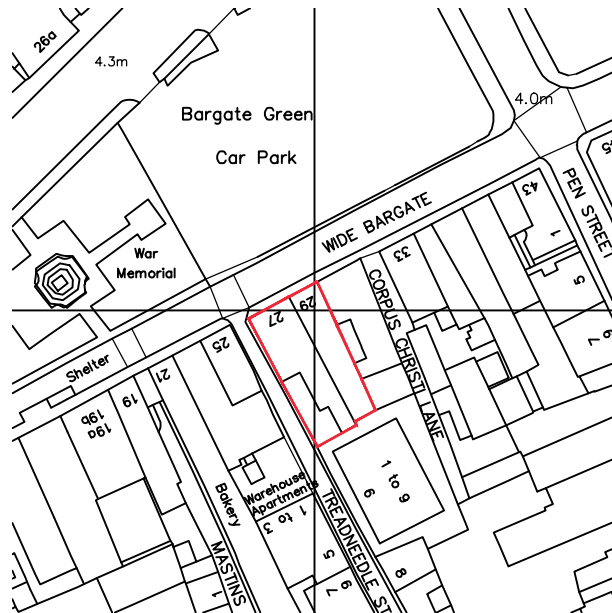 26a
4.3m
Bargate Green
Car Park
4.0m
WIDE BARGATE
War
Memorial
Shelter
43
1
PEN STREET
5
6
7
33
CORPUS CHRISTI LANE
29
27
25
21
19
19a
19b
Bakery
Warehouse
Apartments
1 to 3
TREADNEEDLE ST
1 to 9
6
8
5
6
7
MASTINS
1